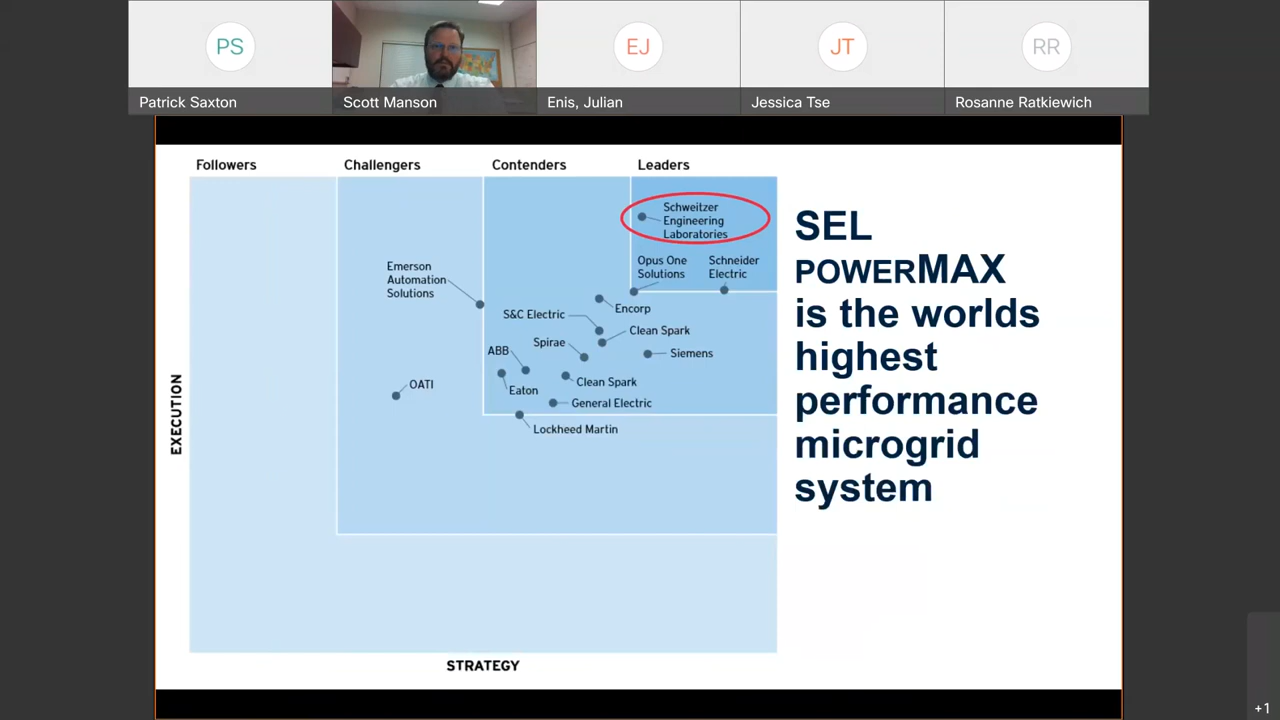 PS
EJ
JT
RR
Patrick Saxton
Scott Manson
Enis, Julian
Jessica Tse
Rosanne Ratkiewich
Followers
Challengers
Contenders
Leaders
Schweitzer
Engineering
Laboratories
Opus One
Solutions
Schneider
Electric
Emerson
Automation
Solutions
Encorp
S&C Electric
Clean Spark
Spirae
Siemens
ABB
Clean Spark
Eaton
OATI
General Electric
Lockheed Martin
EXECUTION
STRATEGY
SEL
POWERMAX
is the worlds
highest
performance
microgrid
system
+1